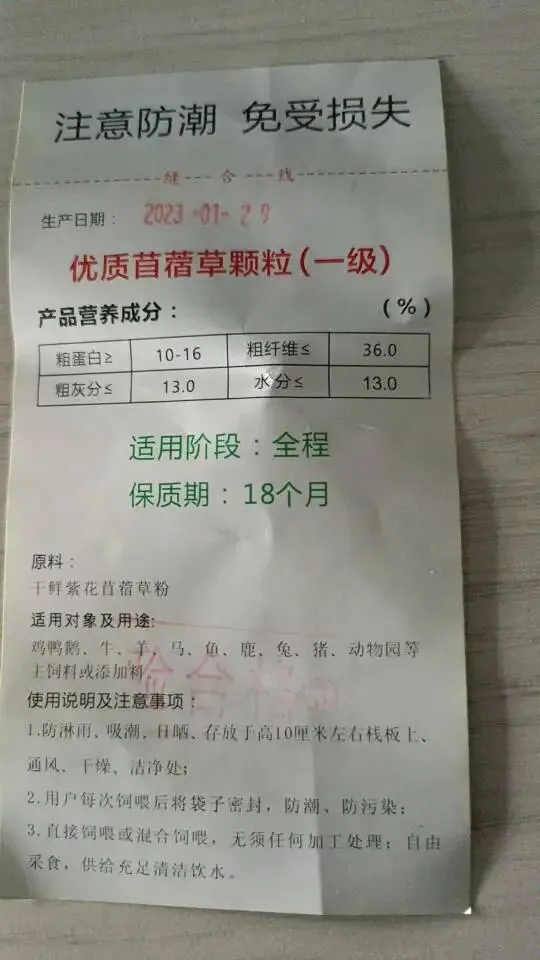 注意防潮 免受损失
缝 合 线
生产日期： 2023-01-27
优质苜蓿草颗粒(一级)
产品营养成分： (%)
粗蛋白≥ 10-16 粗纤维≤ 36.0
粗灰分≤ 13.0 水分≤ 13.0
适用阶段：全程
保质期：18个月
原料：
干鲜紫花苜蓿草粉
适用对象及用途:
鸡鸭鹅、牛、羊、马、鱼、鹿、兔、猪、动物园等
主饲料或添加料。
使用说明及注意事项：
1.防淋雨，吸潮，日晒、存放于高10厘米左右栈板上、
通风、干燥、洁净处；
2.用户每次饲喂后将袋子密封，防潮、防污染；
3.直接饲喂或混合饲喂，无须任何加工处理；自由
采食，供给充足清洁饮水。